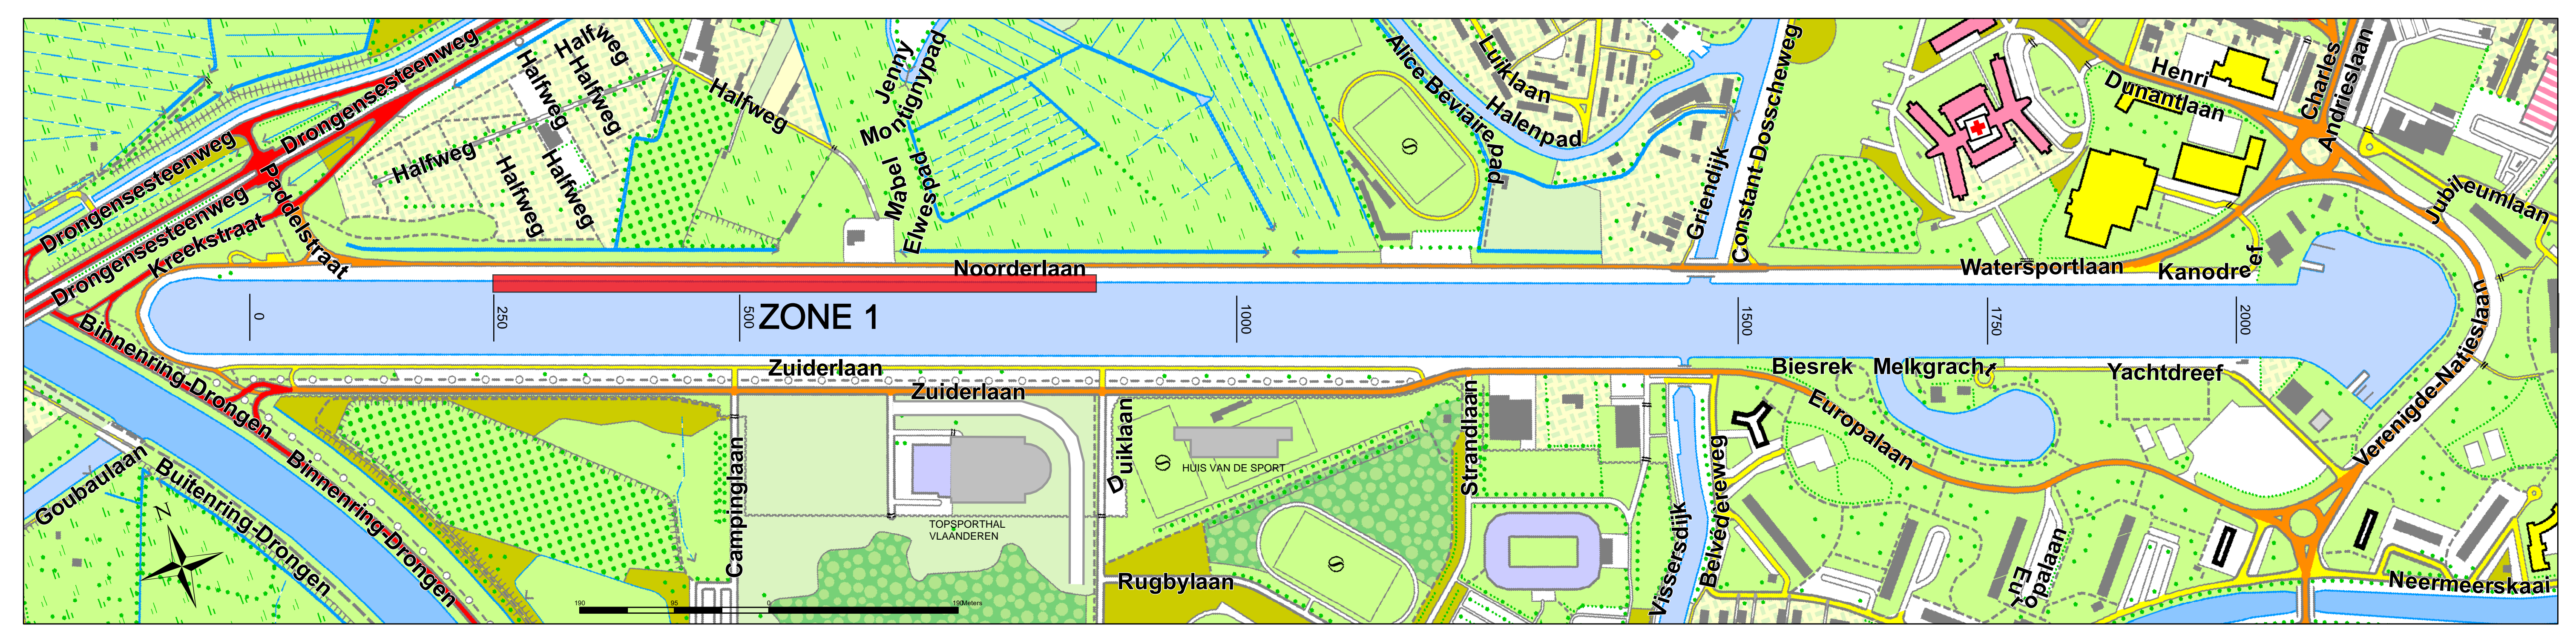 Drongensesteenweg
Drongensesteenweg
Drongensesteenweg
Drongensesteenweg
Kreekstraat
Paddelstraat
Halfweg
Halfweg
Halfweg
Halfweg
Halfweg
Halfweg
Halfweg
Halfweg
Jenny
Montignypad
Mabel
Elwespad
Alice Beviairepad
Luiklaan
Halenpad
Griendijk
Constant Dosscheweg
Henri
Dunantlaan
Charles
Andrieslaan
Jubileumlaan
Noorderlaan
Watersportlaan
Kanodreef
0
250
500
ZONE 1
1000
1500
1750
2000
Binnenring-Drongen
Zuiderlaan
Zuiderlaan
Biesrek
Melkgracht
Yachtdreef
Europalaan
Verenigde-Natieslaan
Goubaulaan
Buitenring-Drongen
Binnenring-Drongen
Campinglaan
Duiklaan
HUIS VAN DE SPORT
Strandlaan
TOPSPORTHAL
VLAANDEREN
Rugbylaan
Vissersdijk
Belvedereweg
Europalaan
Neermeerskaai
N
190 95 0 190 Meters